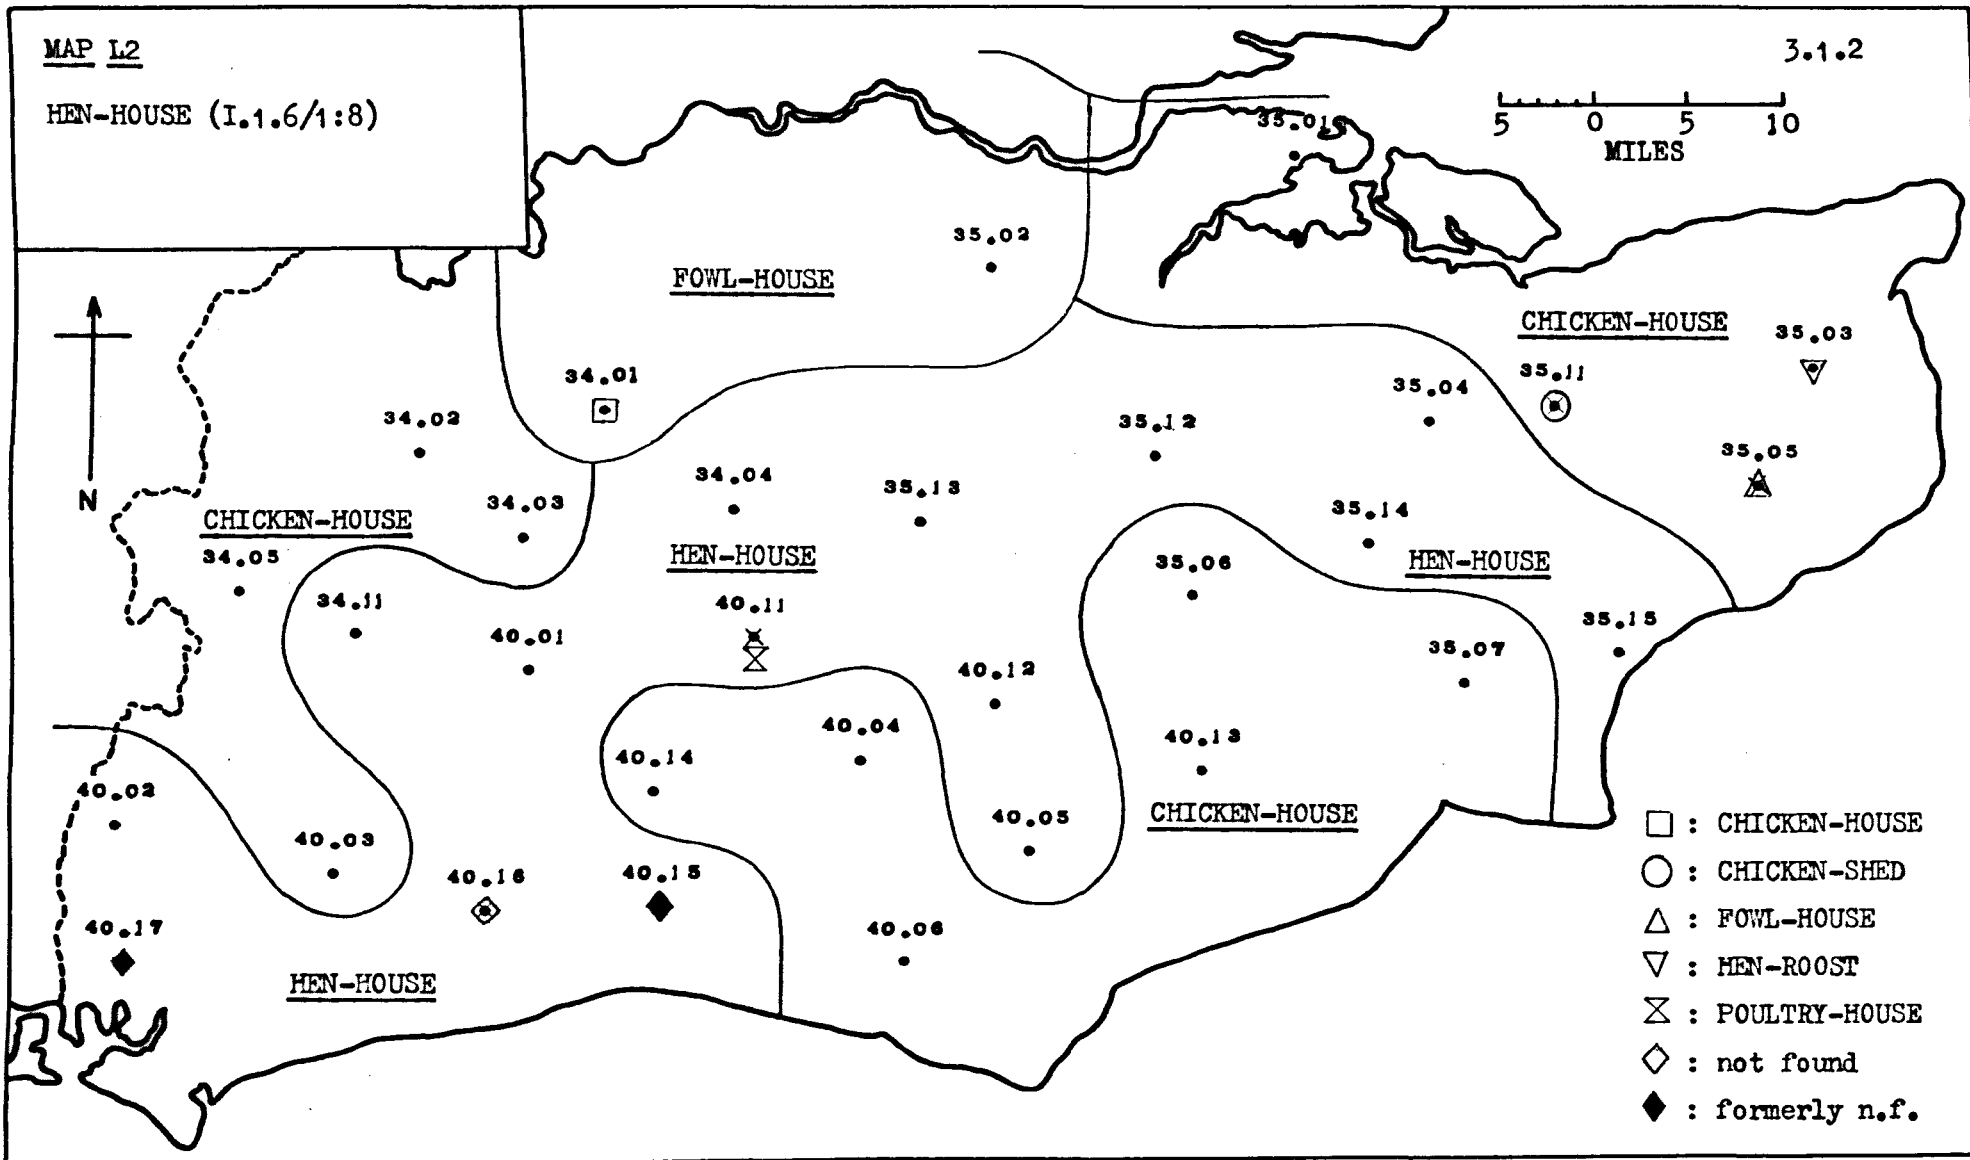 MAP L2
HEN-HOUSE (I.1.6/1:8)
3.1.2
5 0 5 10
MILES
35.01
35.02
FOWL-HOUSE
CHICKEN-HOUSE
35.03
34.01
35.11
35.04
34.02
35.12
35.05
34.04
35.13
N
34.03
35.14
CHICKEN-HOUSE
34.05
HEN-HOUSE
HEN-HOUSE
35.06
34.11
40.11
35.15
40.01
35.07
40.12
40.04
40.13
40.14
40.02
CHICKEN-HOUSE
40.05
40.03
40.16
40.15
40.17
40.06
HEN-HOUSE
: CHICKEN-HOUSE
: CHICKEN-SHED
: FOWL-HOUSE
: HEN-ROOST
: POULTRY-HOUSE
: not found
: formerly n.f.